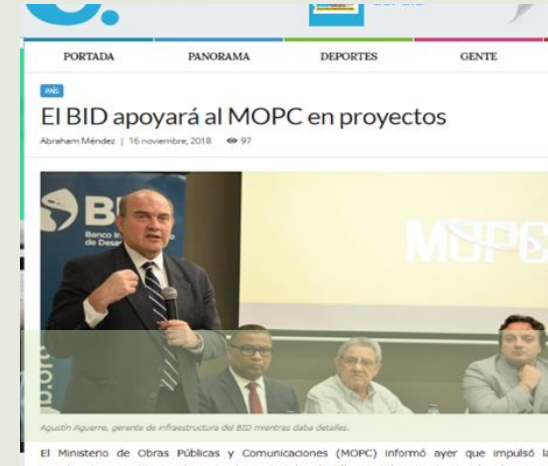 PORTADA PANORAMA DEPORTES GENTE
PAÍS
El BID apoyará al MOPC en proyectos
Abraham Méndez | 16 noviembre, 2018 97
MOPC
Agustín Aguerre, gerente de infraestructura del BID mientras daba detalles.
El Ministerio de Obras Públicas y Comunicaciones (MOPC) informó ayer que impulsó la